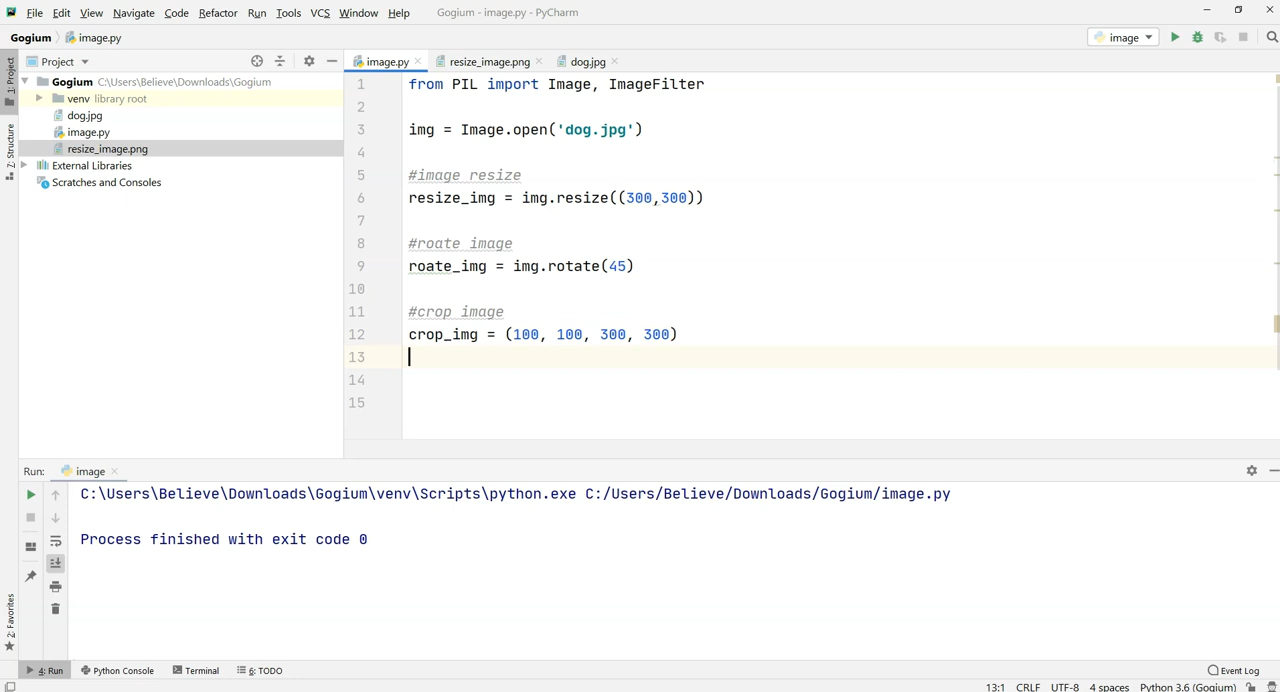 File Edit View Navigate Code Refactor Run Tools VCS Window Help Gogium - image.py - PyCharm
Gogium image.py image
1: Project
Project
image.py resize_image.png dog.jpg
Gogium C:\Users\Believe\Downloads\Gogium
venv library root
dog.jpg
image.py
resize_image.png
External Libraries
Scratches and Consoles
7: Structure
1 from PIL import Image, ImageFilter
2
3 img = Image.open('dog.jpg')
4
5 #image resize
6 resize_img = img.resize((300,300))
7
8 #roate image
9 roate_img = img.rotate(45)
10
11 #crop image
12 crop_img = (100, 100, 300, 300)
13
14
15
Run: image
C:\Users\Believe\Downloads\Gogium\venv\Scripts\python.exe C:/Users/Believe/Downloads/Gogium/image.py
Process finished with exit code 0
2: Favorites
4: Run Python Console Terminal 6: TODO Event Log
13:1 CRLF UTF-8 4 spaces Python 3.6 (Gogium)